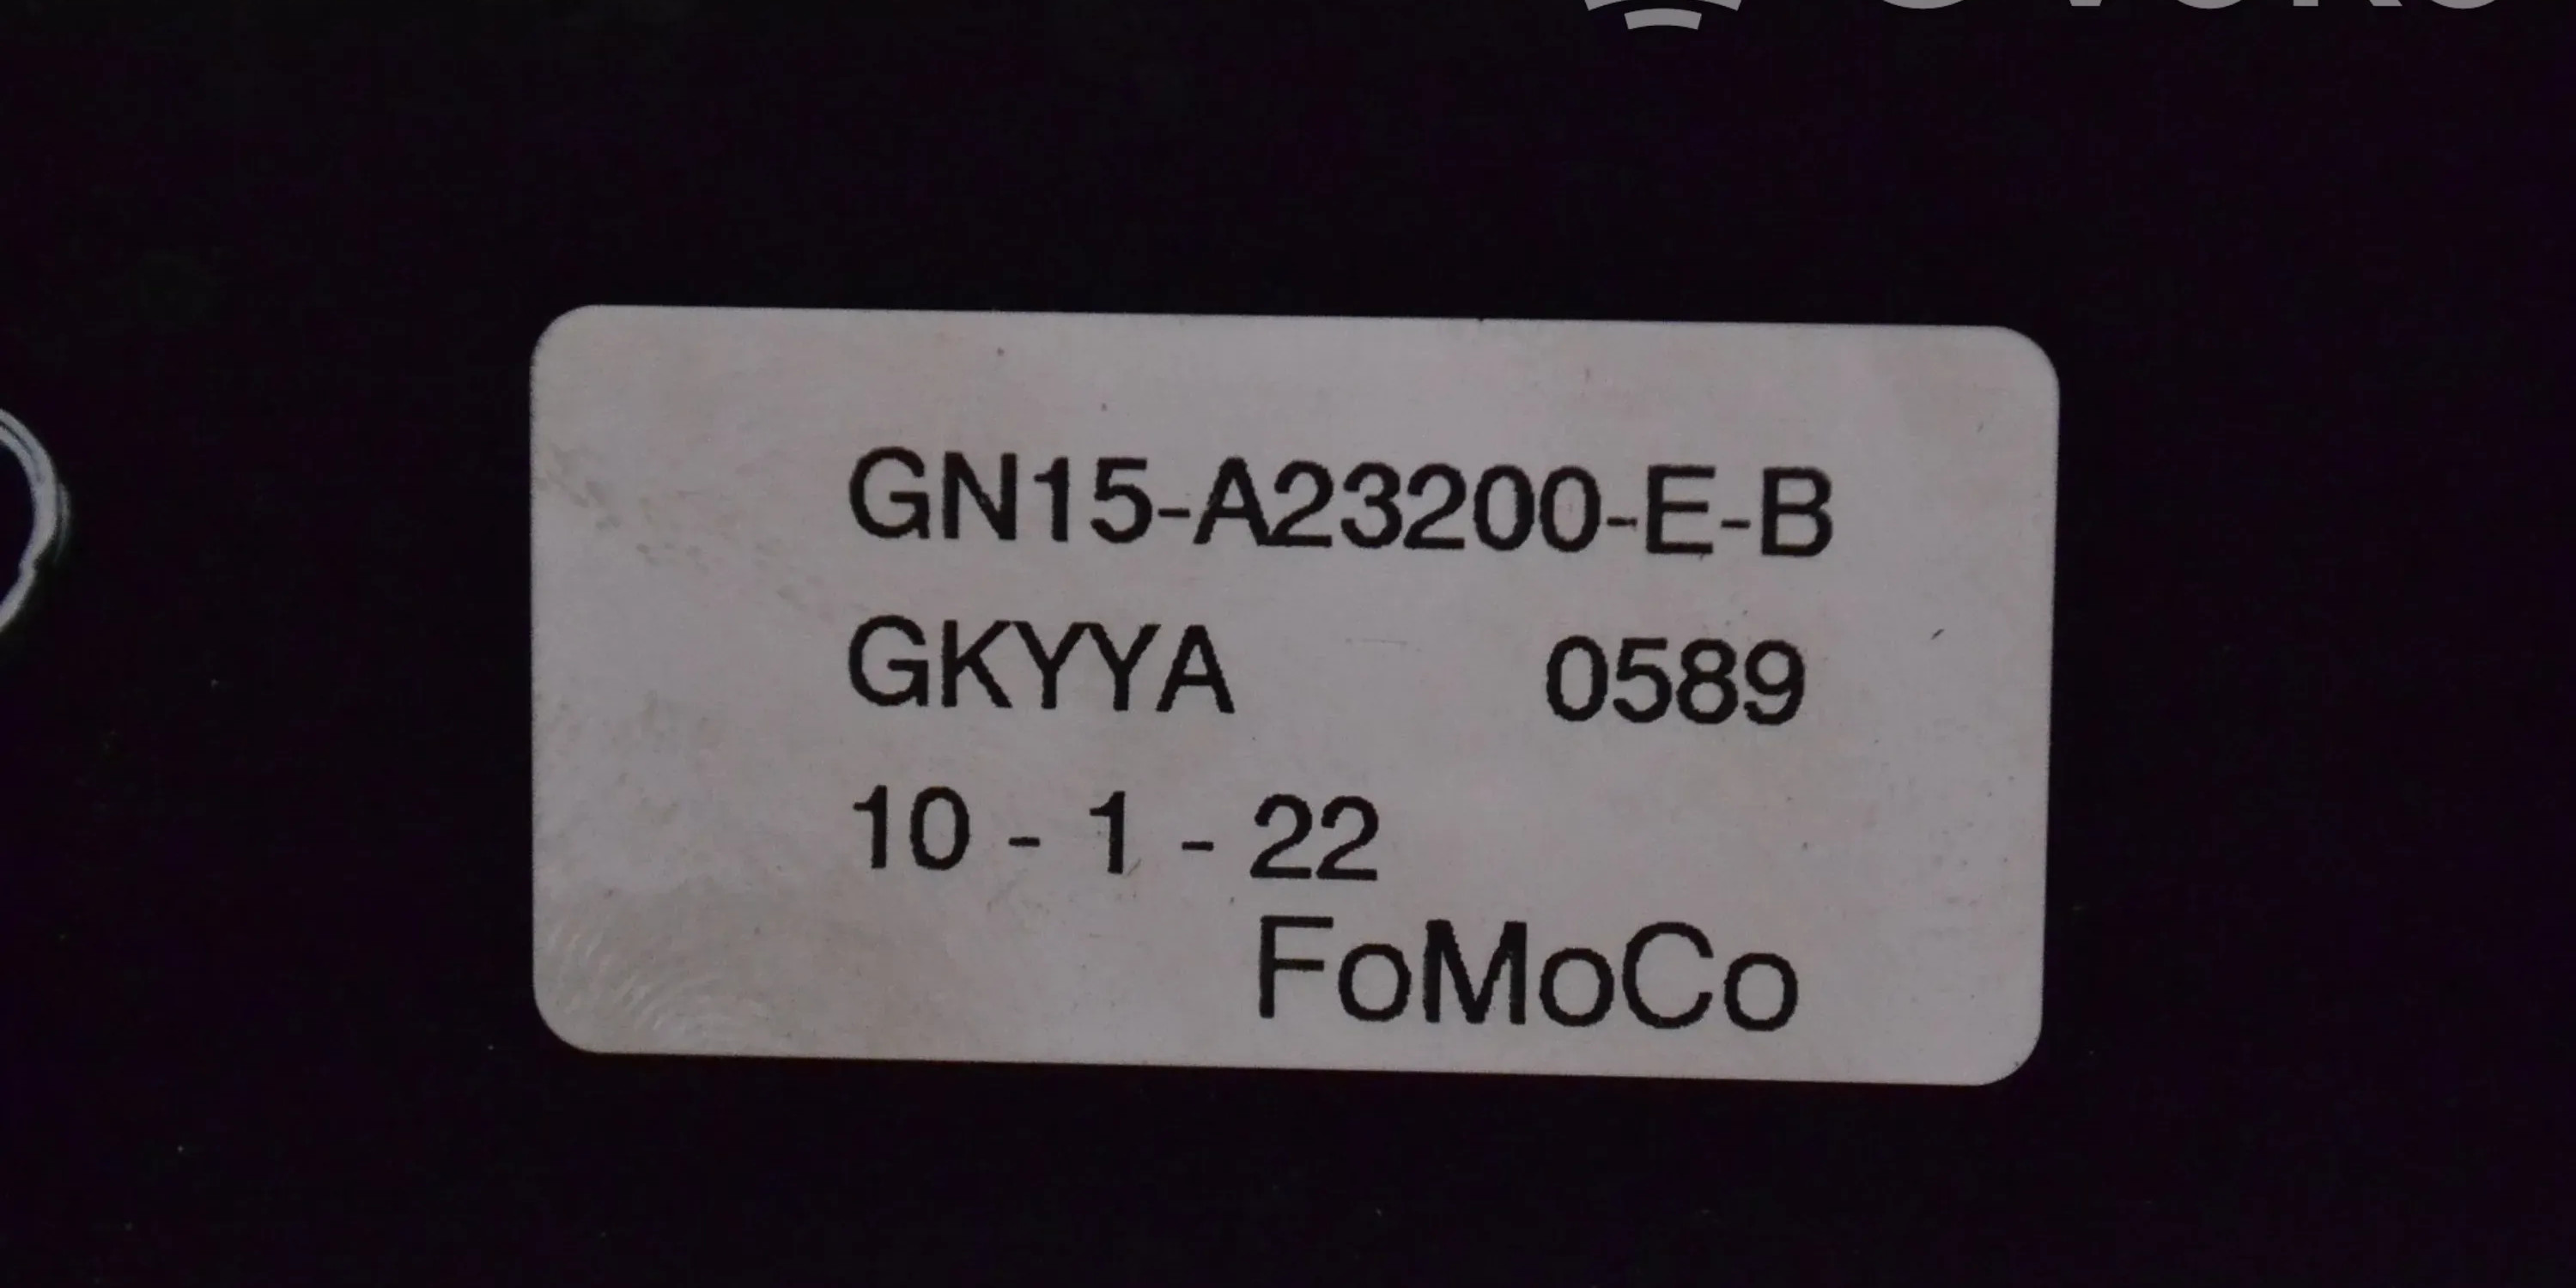 GN15-A23200-E-B
GKYYA 0589
10 - 1 - 22
FoMoCo